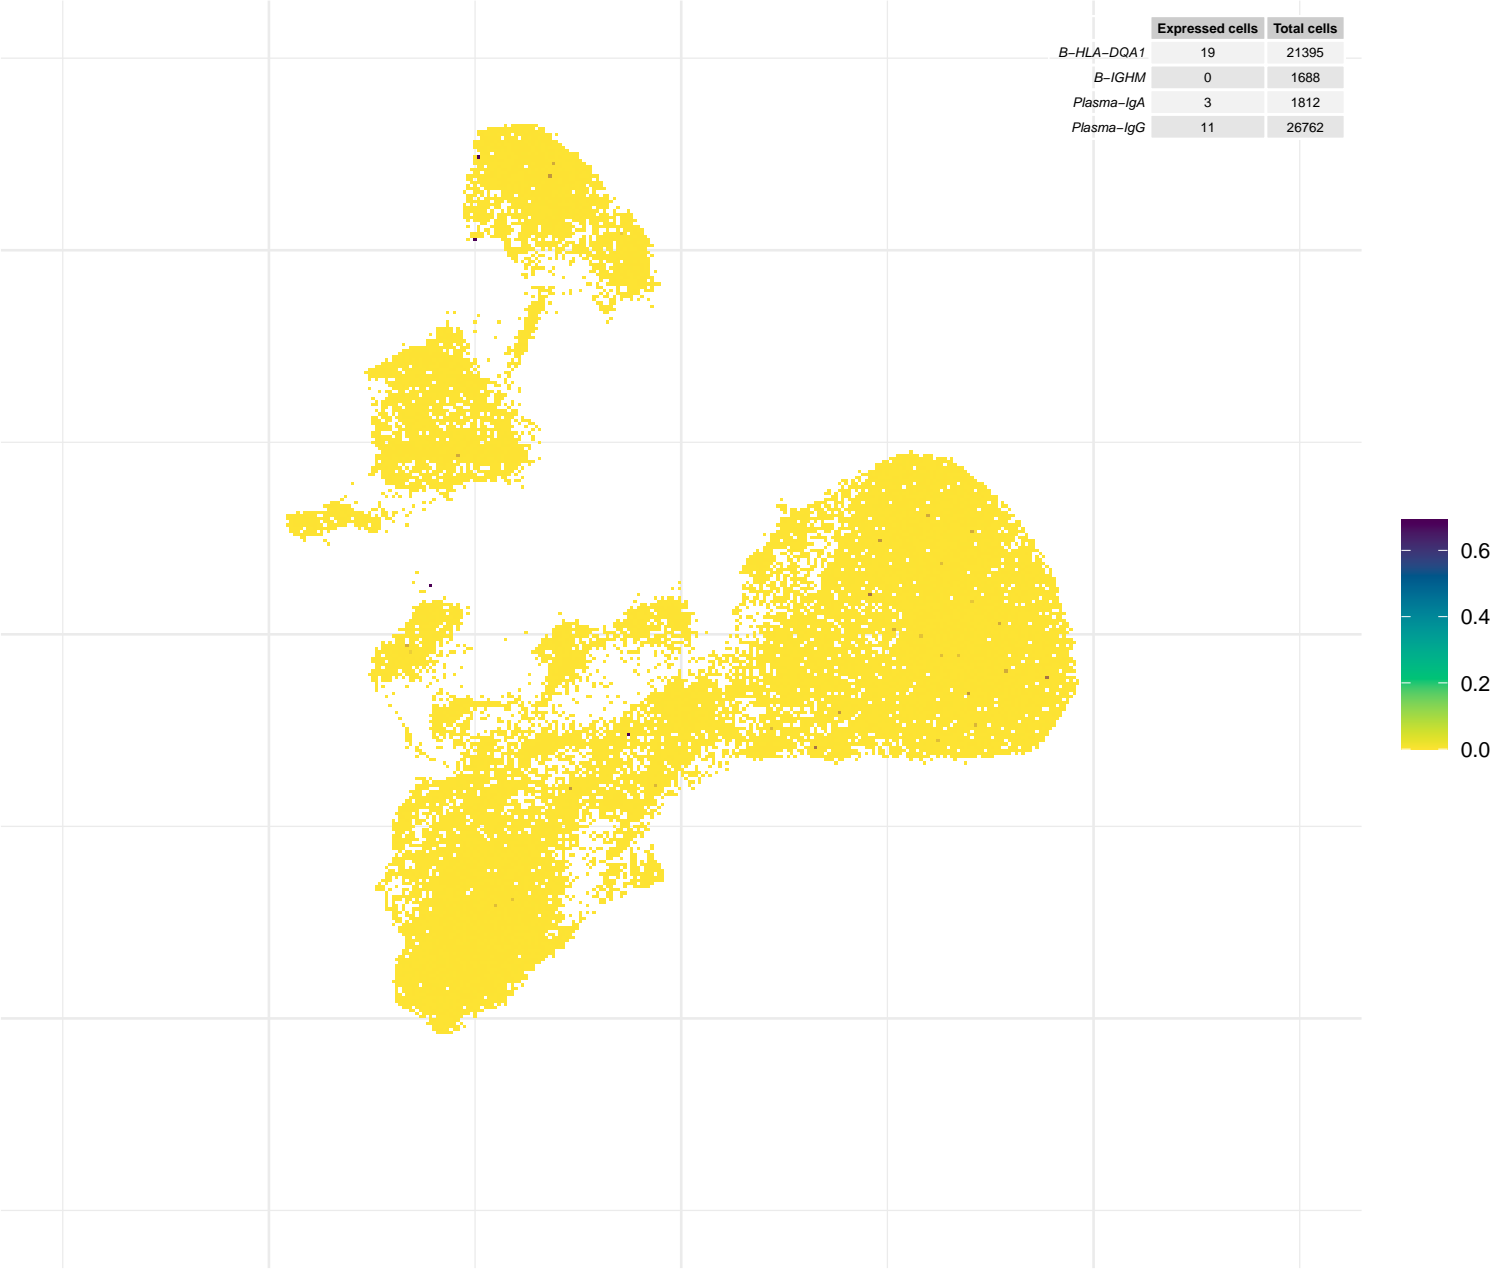 Expressed cells Total cells
B−HLA−DQA1 19 21395
B−IGHM 0 1688
Plasma−IgA 3 1812
Plasma−IgG 11 26762
0.6
0.4
0.2
0.0